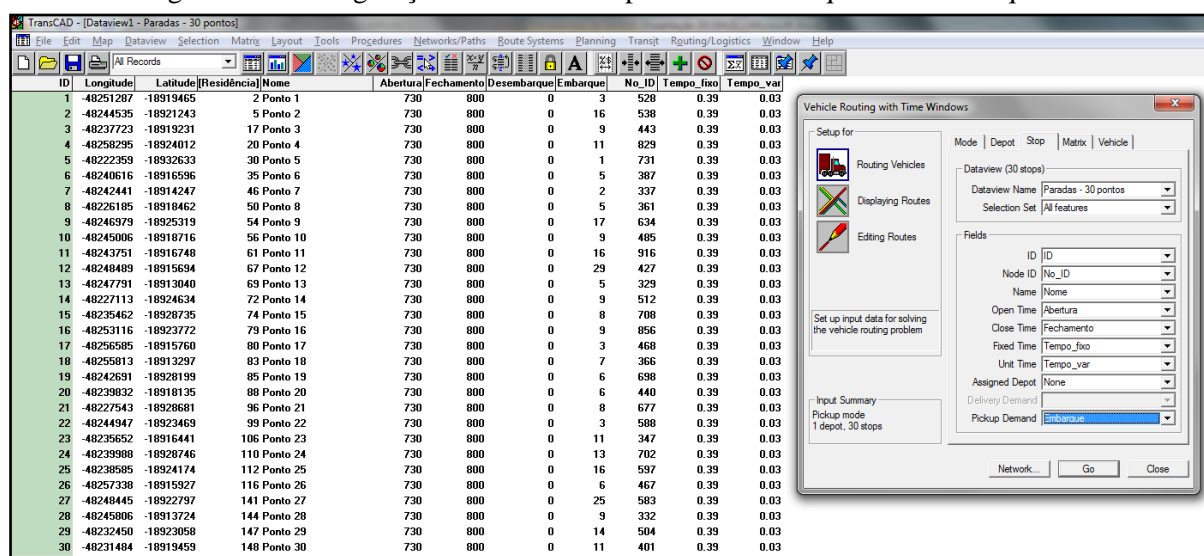 TransCAD - [Dataview1 - Paradas - 30 pontos]
File Edit Map Dataview Selection Matrix Layout Tools Procedures Networks/Paths Route Systems Planning Transit Routing/Logistics Window Help
All Records
ID Longitude Latitude [Residência] Nome Abertura Fechamento Desembarque Embarque No_ID Tempo_fixo Tempo_var
1 -48251287 -18919465 2 Ponto 1 730 800 0 3 528 0.39 0.03
2 -48244535 -18921243 5 Ponto 2 730 800 0 16 538 0.39 0.03
3 -48237723 -18919231 17 Ponto 3 730 800 0 9 443 0.39 0.03
4 -48258295 -18924012 20 Ponto 4 730 800 0 11 829 0.39 0.03
5 -48222359 -18932633 30 Ponto 5 730 800 0 1 731 0.39 0.03
6 -48240616 -18916596 35 Ponto 6 730 800 0 5 387 0.39 0.03
7 -48242441 -18914247 46 Ponto 7 730 800 0 2 337 0.39 0.03
8 -48226185 -18918462 50 Ponto 8 730 800 0 5 361 0.39 0.03
9 -48246979 -18925319 54 Ponto 9 730 800 0 17 634 0.39 0.03
10 -48245006 -18918716 56 Ponto 10 730 800 0 9 485 0.39 0.03
11 -48243751 -18916748 61 Ponto 11 730 800 0 16 916 0.39 0.03
12 -48248489 -18915694 67 Ponto 12 730 800 0 29 427 0.39 0.03
13 -48247791 -18913040 69 Ponto 13 730 800 0 5 329 0.39 0.03
14 -48227113 -18924634 72 Ponto 14 730 800 0 9 512 0.39 0.03
15 -48235462 -18928735 74 Ponto 15 730 800 0 8 708 0.39 0.03
16 -48253116 -18923772 79 Ponto 16 730 800 0 9 856 0.39 0.03
17 -48256585 -18915760 80 Ponto 17 730 800 0 3 468 0.39 0.03
18 -48255813 -18913297 83 Ponto 18 730 800 0 7 366 0.39 0.03
19 -48242691 -18928199 85 Ponto 19 730 800 0 6 698 0.39 0.03
20 -48239832 -18918135 88 Ponto 20 730 800 0 6 440 0.39 0.03
21 -48227543 -18928681 96 Ponto 21 730 800 0 8 677 0.39 0.03
22 -48244947 -18923469 99 Ponto 22 730 800 0 3 588 0.39 0.03
23 -48235652 -18916441 106 Ponto 23 730 800 0 11 347 0.39 0.03
24 -48239988 -18928746 110 Ponto 24 730 800 0 13 702 0.39 0.03
25 -48238585 -18924174 112 Ponto 25 730 800 0 16 597 0.39 0.03
26 -48257338 -18915927 116 Ponto 26 730 800 0 6 467 0.39 0.03
27 -48248445 -18922797 141 Ponto 27 730 800 0 25 583 0.39 0.03
28 -48245806 -18913724 144 Ponto 28 730 800 0 9 332 0.39 0.03
29 -48232450 -18923058 147 Ponto 29 730 800 0 14 504 0.39 0.03
30 -48231484 -18919459 148 Ponto 30 730 800 0 11 401 0.39 0.03
Vehicle Routing with Time Windows
Setup for
Routing Vehicles
Displaying Routes
Editing Routes
Set up input data for solving
the vehicle routing problem
Input Summary
Pickup mode
1 depot, 30 stops
Mode Depot Stop Matrix Vehicle
Dataview (30 stops)
Dataview Name Paradas - 30 pontos
Selection Set All features
Fields
ID ID
Node ID No_ID
Name Nome
Open Time Abertura
Close Time Fechamento
Fixed Time Tempo_fixo
Unit Time Tempo_var
Assigned Depot None
Delivery Demand
Pickup Demand Embarque
Network... Go Close